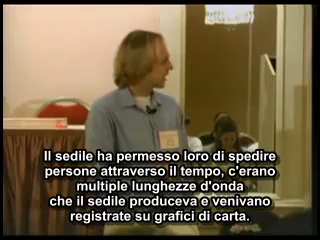 Il sedile ha permesso loro di spedire
persone attraverso il tempo, c'erano
multiple lunghezze d'onda
che il sedile produceva e venivano
registrate su grafici di carta.